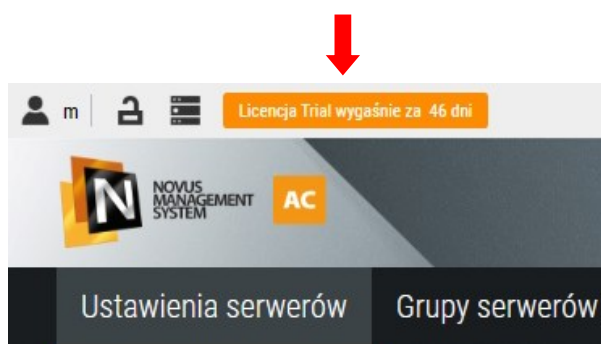 m
Licencja Trial wygaśnie za 46 dni
N
NOVUS
MANAGEMENT
SYSTEM
AC
Ustawienia serwerów
Grupy serwerów